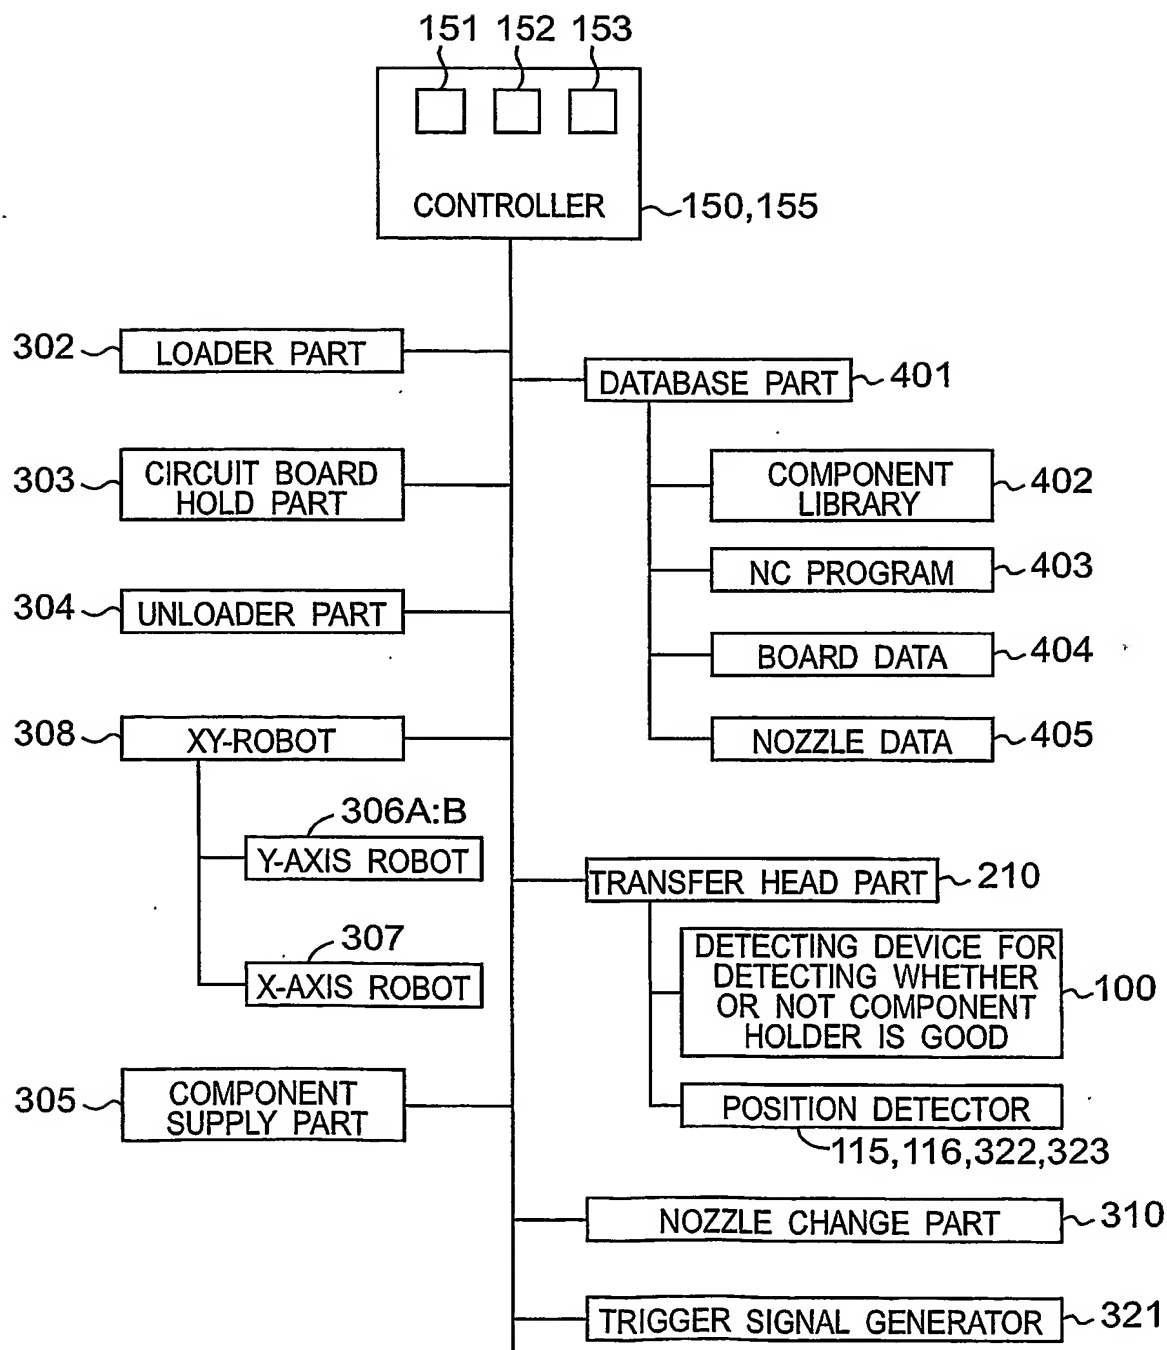 151 152 153
CONTROLLER
150,155
302
LOADER PART
DATABASE PART
401
303
CIRCUIT BOARD
HOLD PART
COMPONENT
LIBRARY
402
NC PROGRAM
403
304
UNLOADER PART
BOARD DATA
404
308
XY-ROBOT
NOZZLE DATA
405
306A:B
Y-AXIS ROBOT
307
X-AXIS ROBOT
TRANSFER HEAD PART
210
DETECTING DEVICE FOR
DETECTING WHETHER
OR NOT COMPONENT
HOLDER IS GOOD
100
305
COMPONENT
SUPPLY PART
POSITION DETECTOR
115,116,322,323
NOZZLE CHANGE PART
310
TRIGGER SIGNAL GENERATOR
321